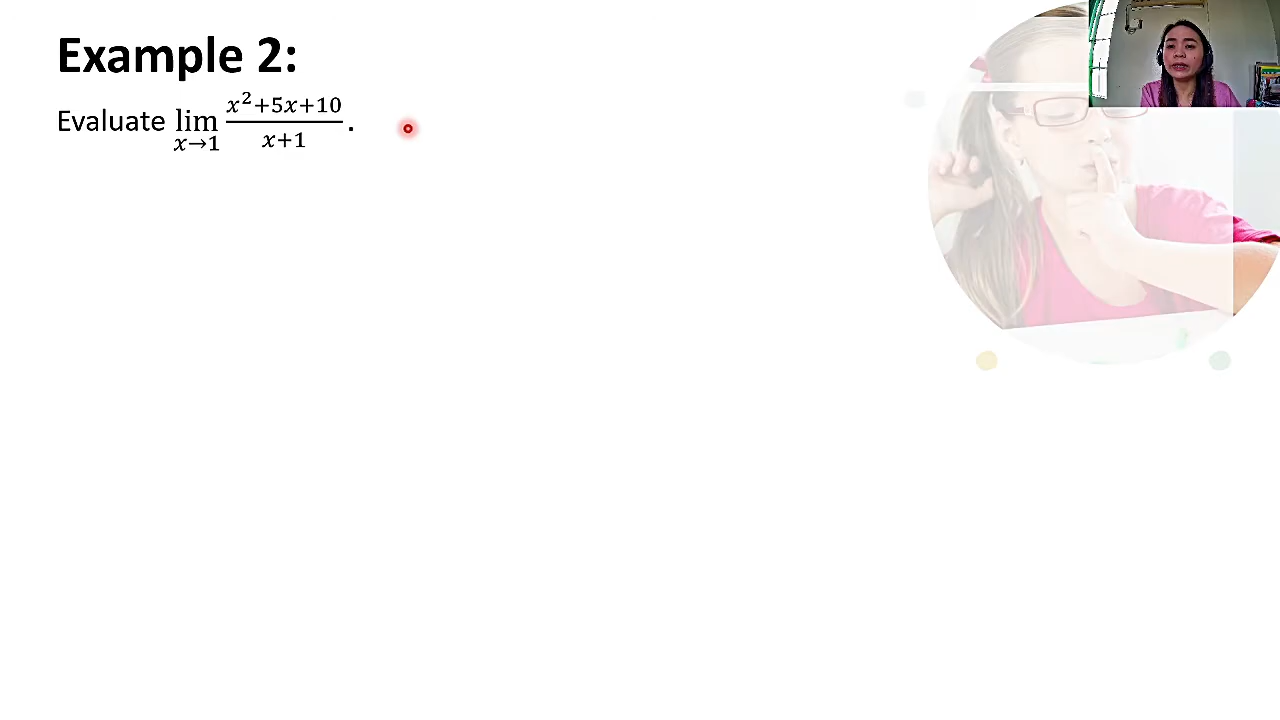 Example 2:
Evaluate lim x→1 x²+5x+10 / x+1 .